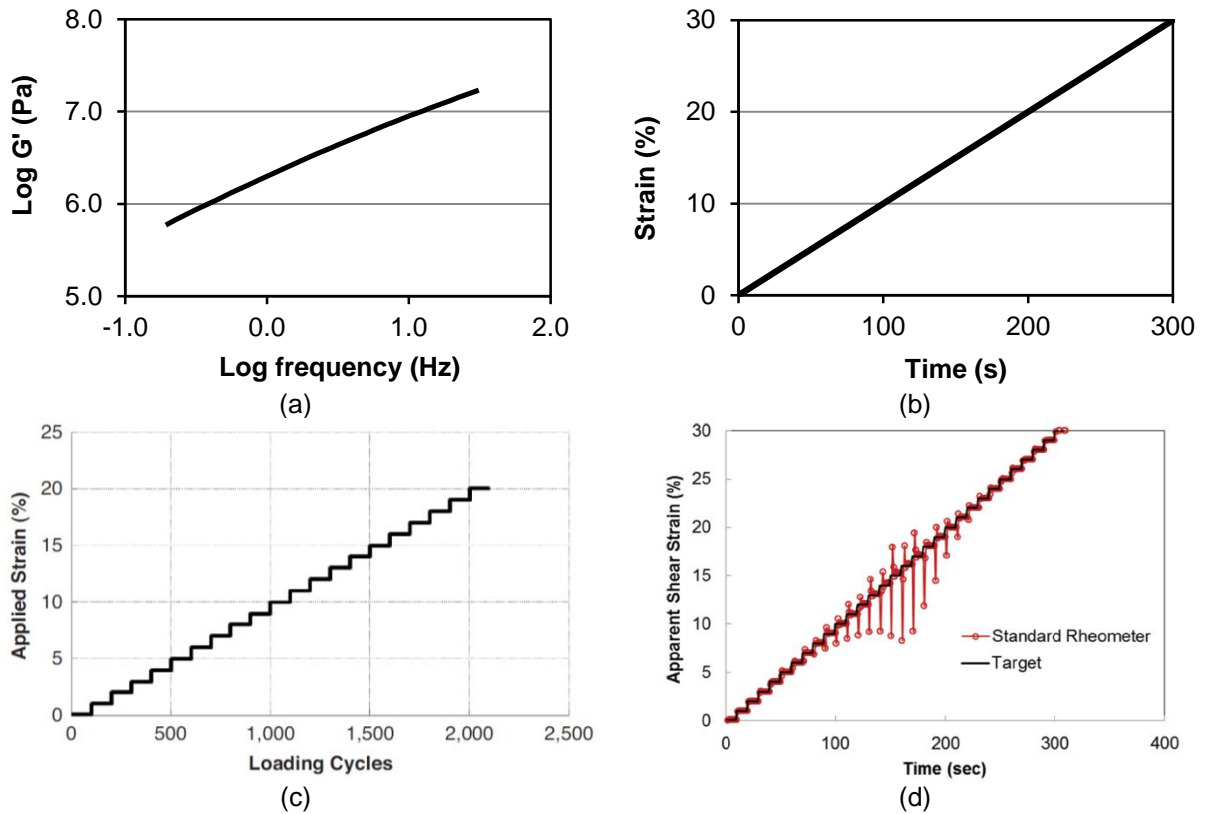 8.0
7.0
6.0
5.0
-1.0
0.0
1.0
2.0
Log G' (Pa)
Log frequency (Hz)
(a)
30
20
10
0
0
100
200
300
Strain (%)
Time (s)
(b)
25
20
15
10
5
0
0
500
1,000
1,500
2,000
2,500
Applied Strain (%)
Loading Cycles
(c)
30
25
20
15
10
5
0
0
100
200
300
400
Apparent Shear Strain (%)
Standard Rheometer
Target
Time (sec)
(d)